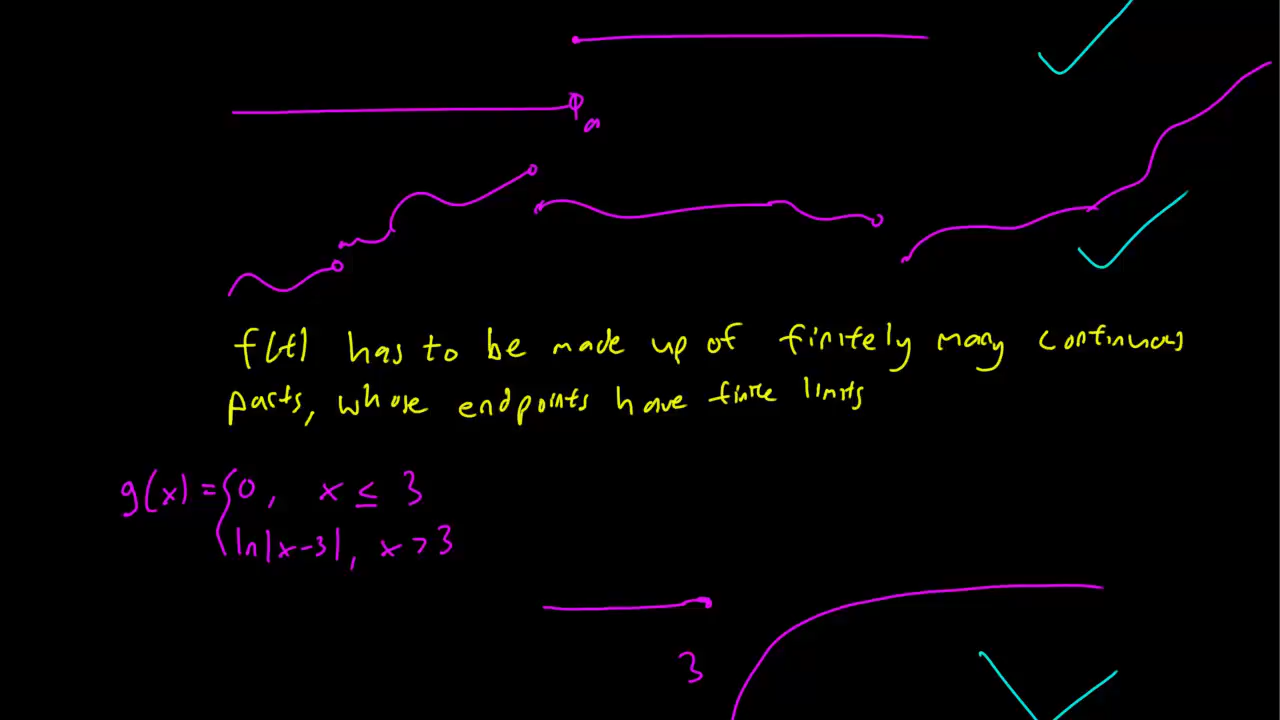 a
f(t) has to be made up of finitely many continuous
parts, whose endpoints have finite limits
g(x) = { 0, x ≤ 3
ln|x-3|, x > 3
3